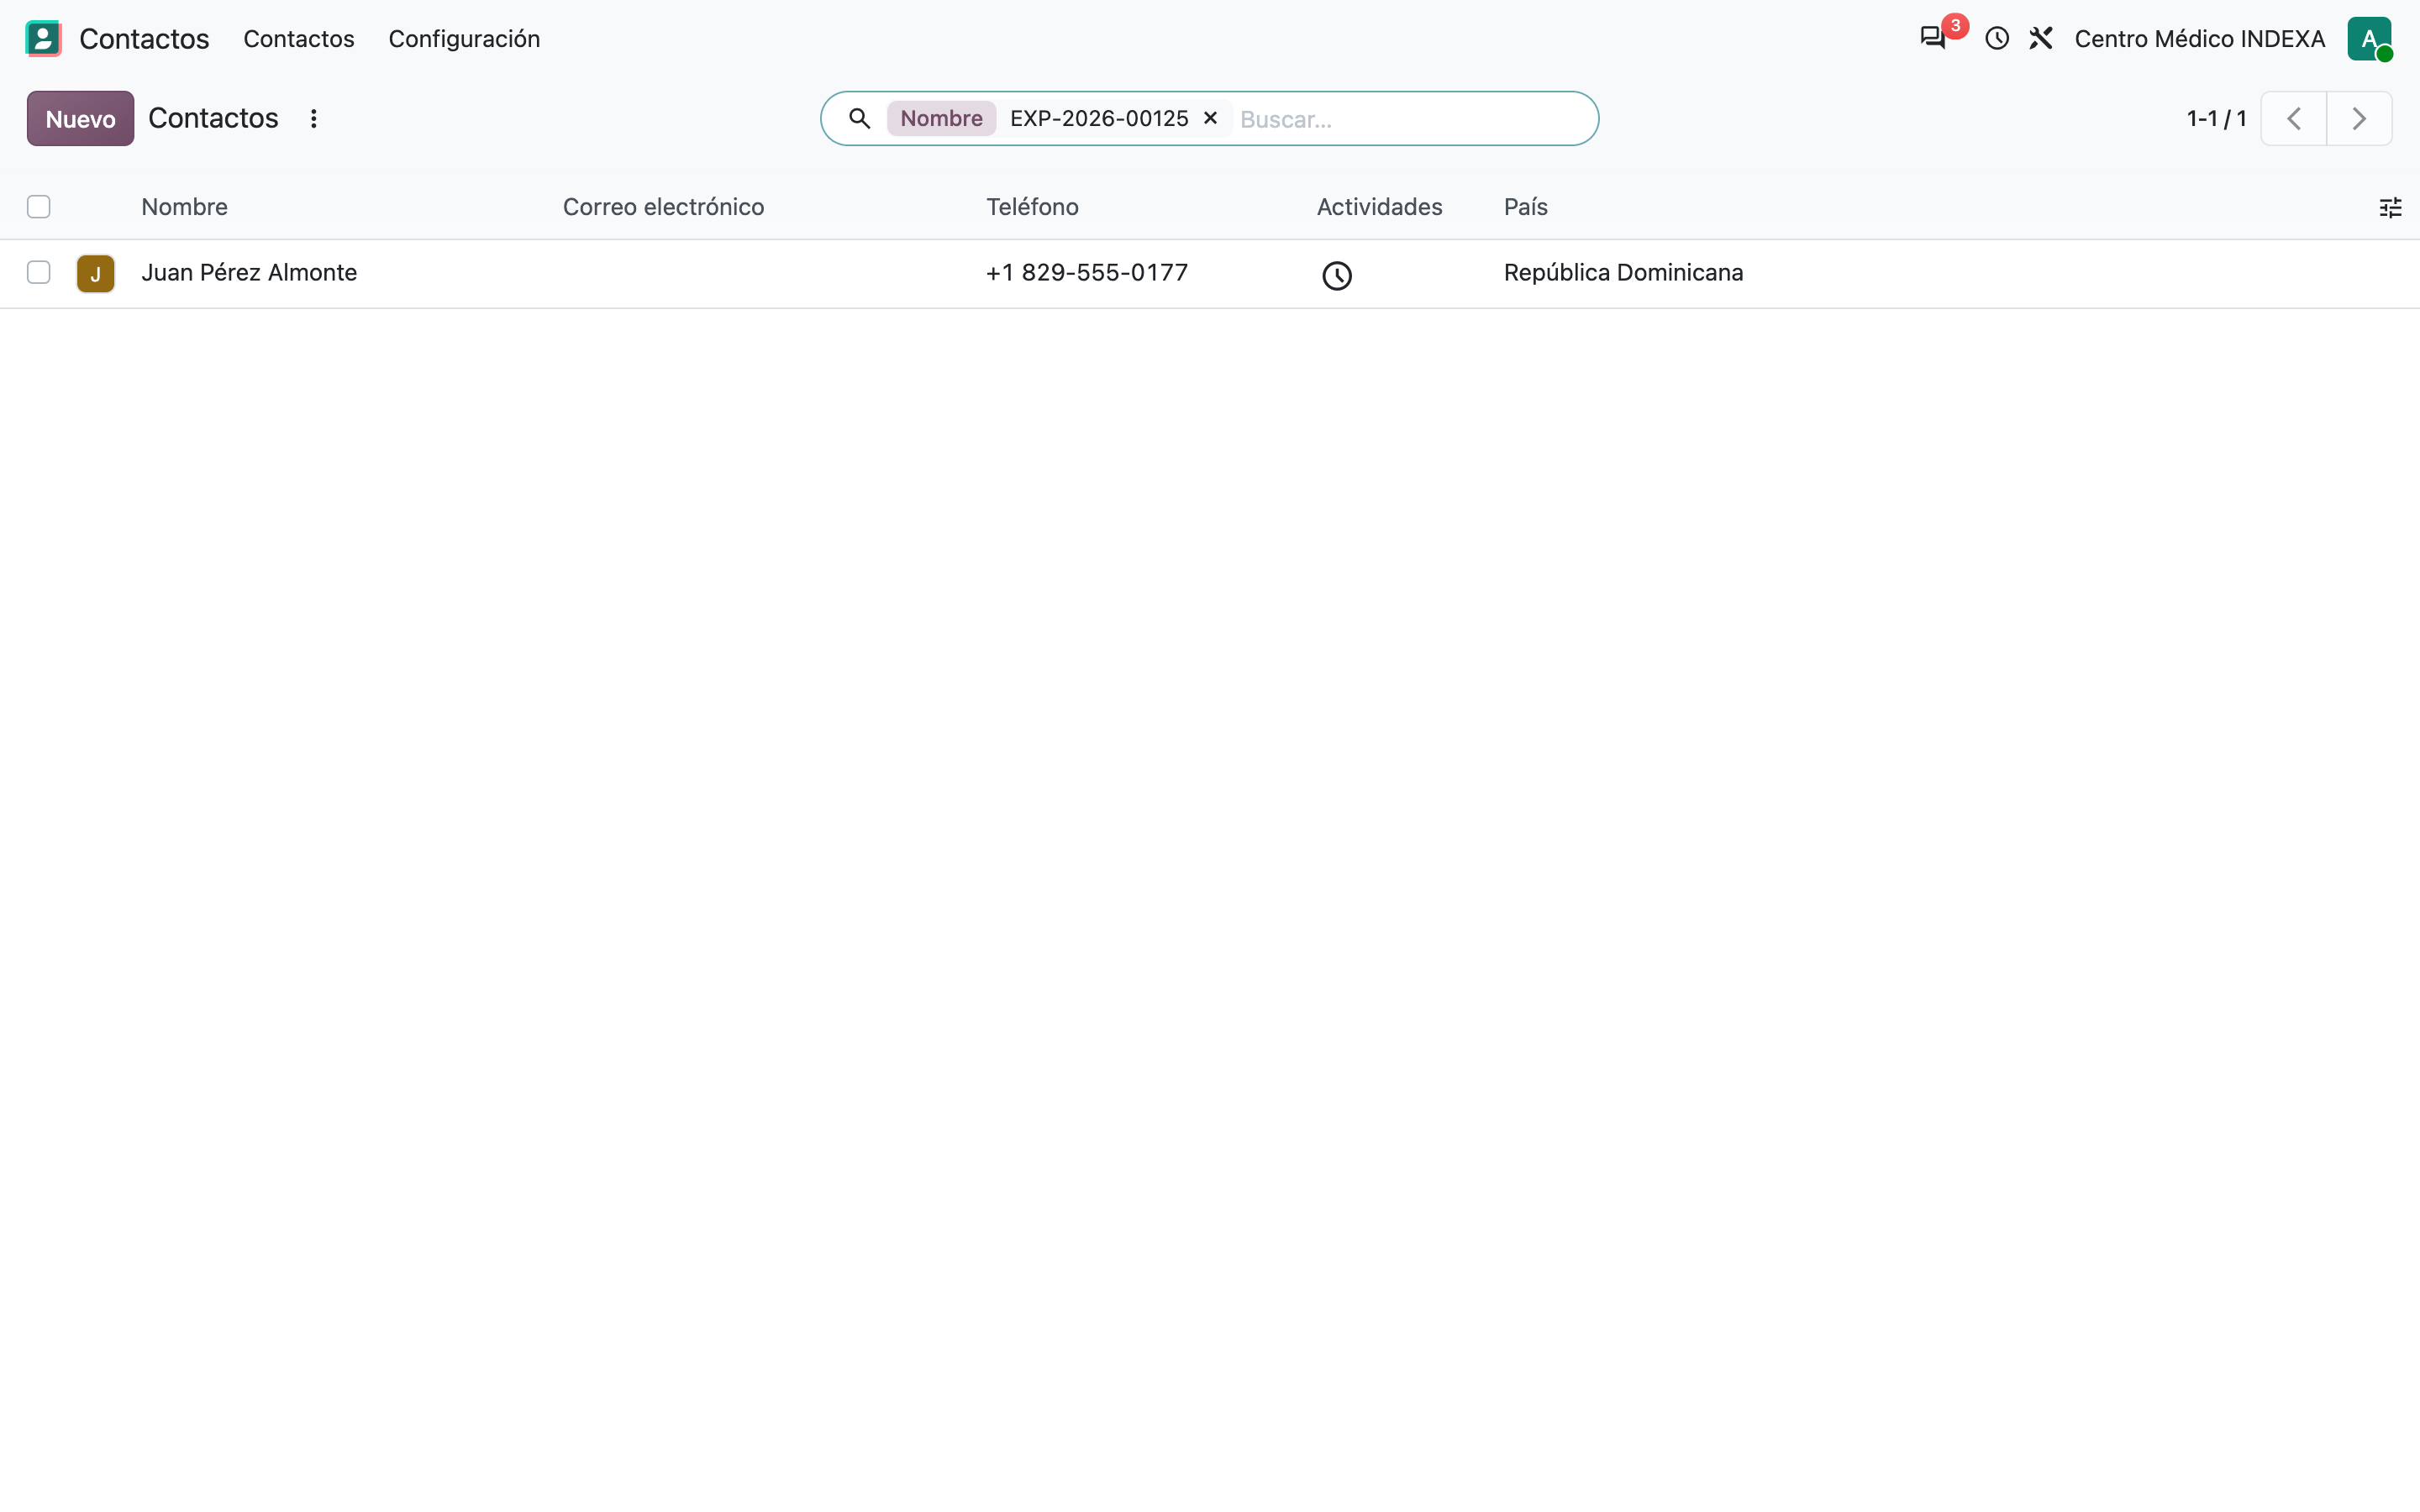 Contactos Contactos Configuración 3 Centro Médico INDEXA A
Nuevo Contactos Nombre EXP-2026-00125 Buscar... 1-1 / 1
Nombre Correo electrónico Teléfono Actividades País
J Juan Pérez Almonte +1 829-555-0177 República Dominicana